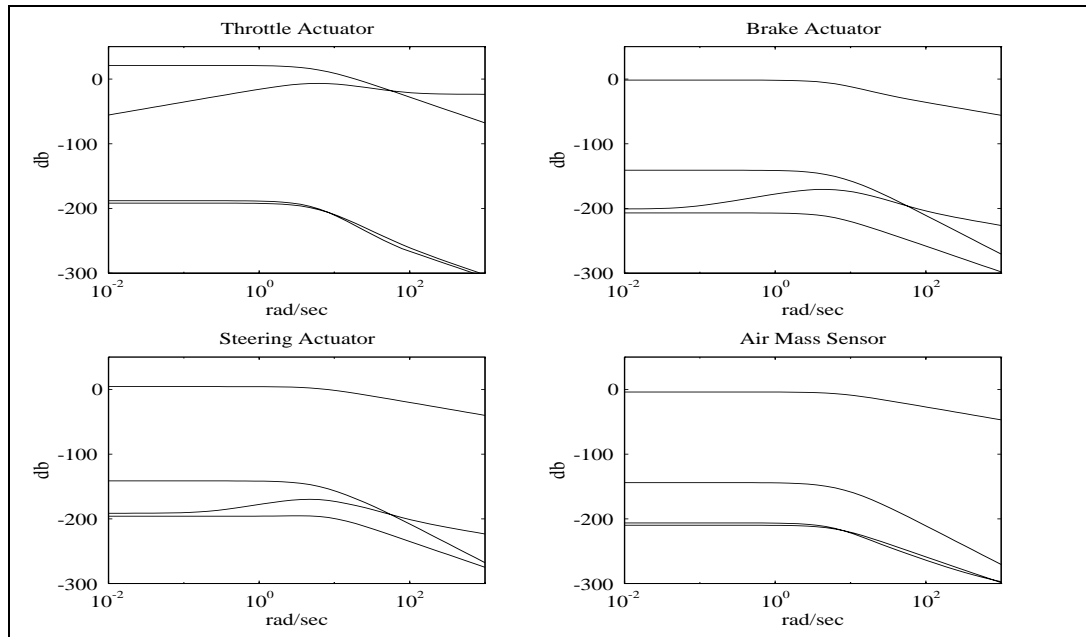 Throttle Actuator
0
-100
-200
-300
db
10^-2
10^0
10^2
rad/sec
Brake Actuator
0
-100
-200
-300
db
10^-2
10^0
10^2
rad/sec
Steering Actuator
0
-100
-200
-300
db
10^-2
10^0
10^2
rad/sec
Air Mass Sensor
0
-100
-200
-300
db
10^-2
10^0
10^2
rad/sec